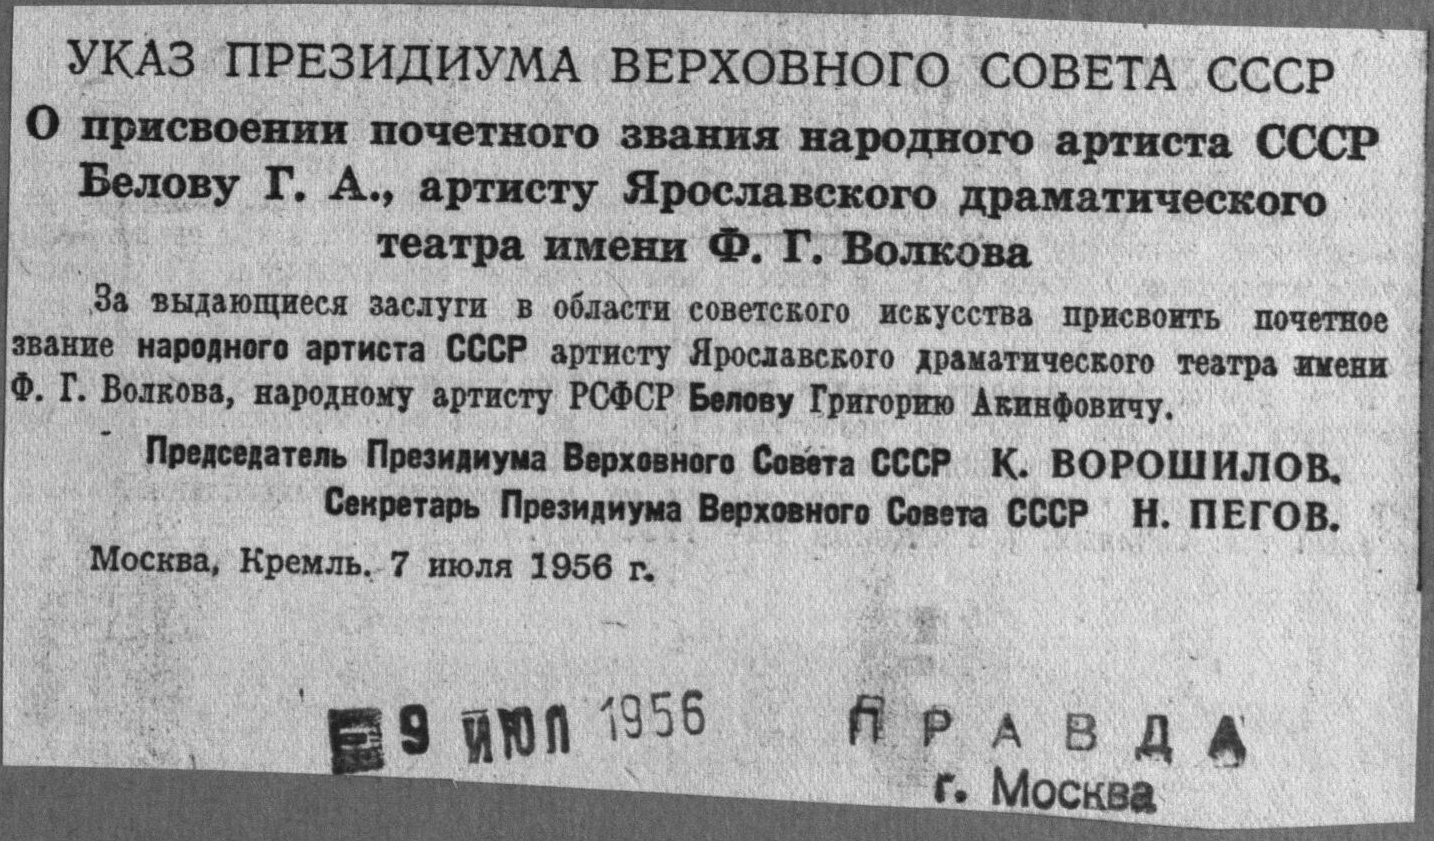 УКАЗ ПРЕЗИДИУМА ВЕРХОВНОГО СОВЕТА СССР
О присвоении почетного звания народного артиста СССР
Белову Г. А., артисту Ярославского драматического
театра имени Ф. Г. Волкова
За выдающиеся заслуги в области советского искусства присвоить почетное
звание народного артиста СССР артисту Ярославского драматического театра имени
Ф. Г. Волкова, народному артисту РСФСР Белову Григорию Акинфовичу.
Председатель Президиума Верховного Совета СССР К. ВОРОШИЛОВ.
Секретарь Президиума Верховного Совета СССР Н. ПЕГОВ.
Москва, Кремль. 7 июля 1956 г.
9 ИЮЛ 1956
ПРАВДА
г. Москва